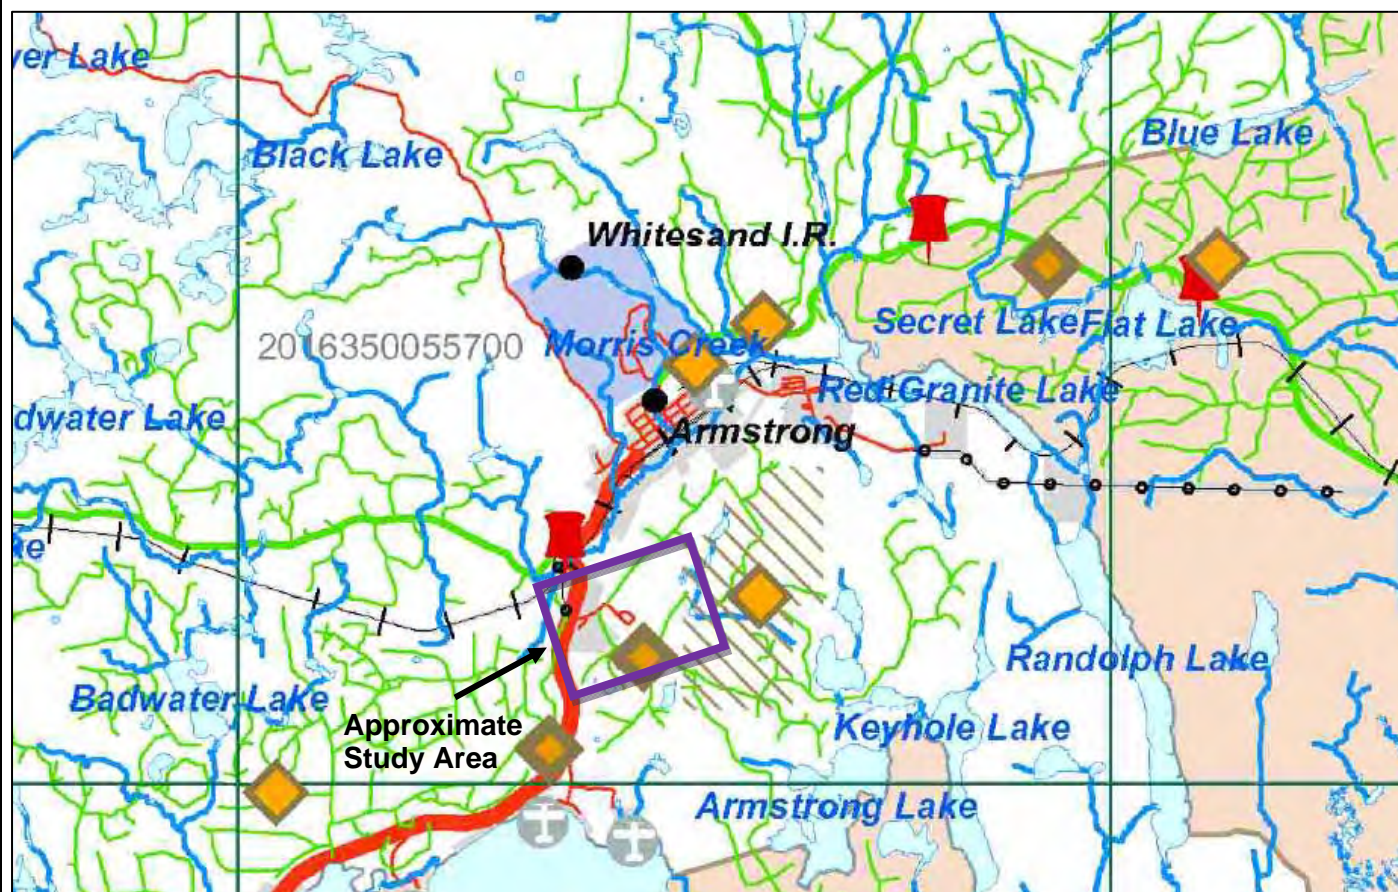 ver Lake
Blue Lake
Black Lake
Whitesand I.R.
Secret Lake
Flat Lake
2016350055700
Morris Creek
Red Granite Lake
dwater Lake
Armstrong
ke
Randolph Lake
Badwater Lake
Approximate
Study Area
Keyhole Lake
Armstrong Lake